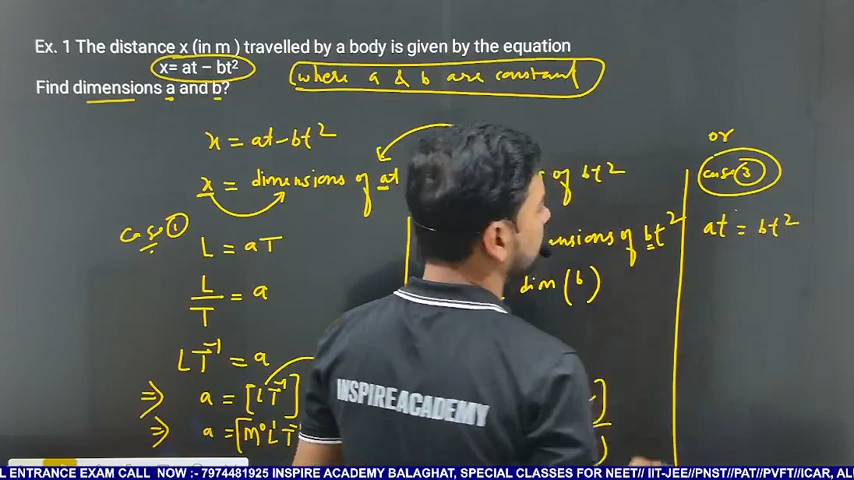 Ex. 1 The distance x (in m ) travelled by a body is given by the equation
x= at – bt²
where a & b are constant
Find dimensions a and b?
x = at - bt²
x = dimensions of at
of bt²
case ①
L = aT
L/T = a
LT⁻¹ = a
⇒ a = [LT⁻¹]
⇒ a = [M⁰L¹T
of bt²
dim (b)
or
case ③
at = bt²
INSPIRE ACADEMY
L ENTRANCE EXAM CALL NOW :- 7974481925 INSPIRE ACADEMY BALAGHAT, SPECIAL CLASSES FOR NEET// IIT-JEE//PNST//PAT//PVFT//ICAR, AL